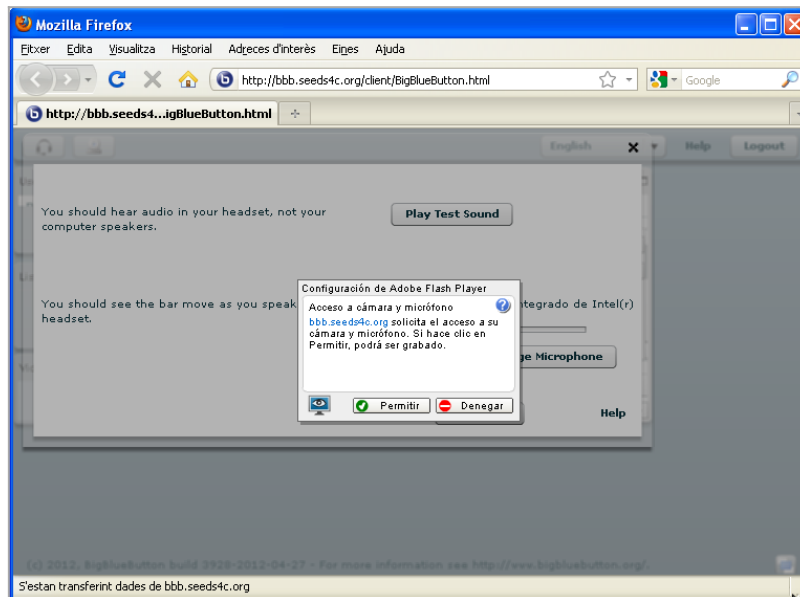 Mozilla Firefox
Fitxer Edita Visualitza Historial Adreces d'interès Eines Ajuda
http://bbb.seeds4c.org/client/BigBlueButton.html
Google
http://bbb.seeds4...igBlueButton.html
English
Help
Logout
You should hear audio in your headset, not your
computer speakers.
Play Test Sound
Configuración de Adobe Flash Player
Acceso a cámara y micrófono
bbb.seeds4c.org solicita el acceso a su
cámara y micrófono. Si hace clic en
Permitir, podrá ser grabado.
Permitir
Denegar
You should see the bar move as you speak
headset.
ntegrado de Intel(r)
ge Microphone
Help
(c) 2012, BigBlueButton build 3928-2012-04-27 - For more information see http://www.bigbluebutton.org/.
S'estan transferint dades de bbb.seeds4c.org